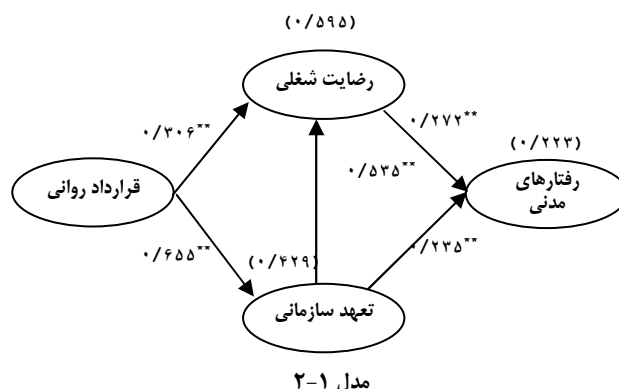 (۰/۵۹۵)
رضایت شغلی
۰/۳۰۶**
۰/۲۷۲**
(۰/۲۲۳)
۰/۵۳۵**
قرارداد روانی
رفتارهای
مدنی
۰/۶۵۵**
(۰/۴۲۹)
۰/۲۳۵**
تعهد سازمانی
مدل ۱-۲